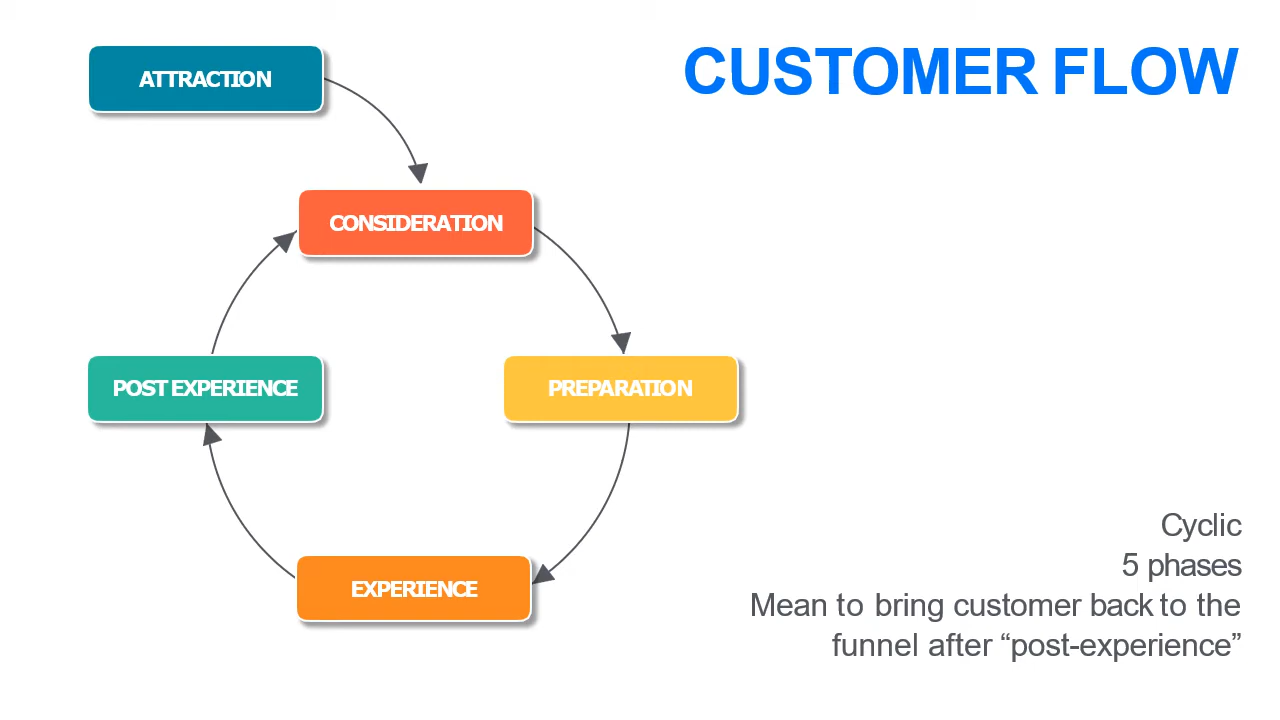 CUSTOMER FLOW
ATTRACTION
CONSIDERATION
POST EXPERIENCE
PREPARATION
EXPERIENCE
Cyclic
5 phases
Mean to bring customer back to the
funnel after “post-experience”